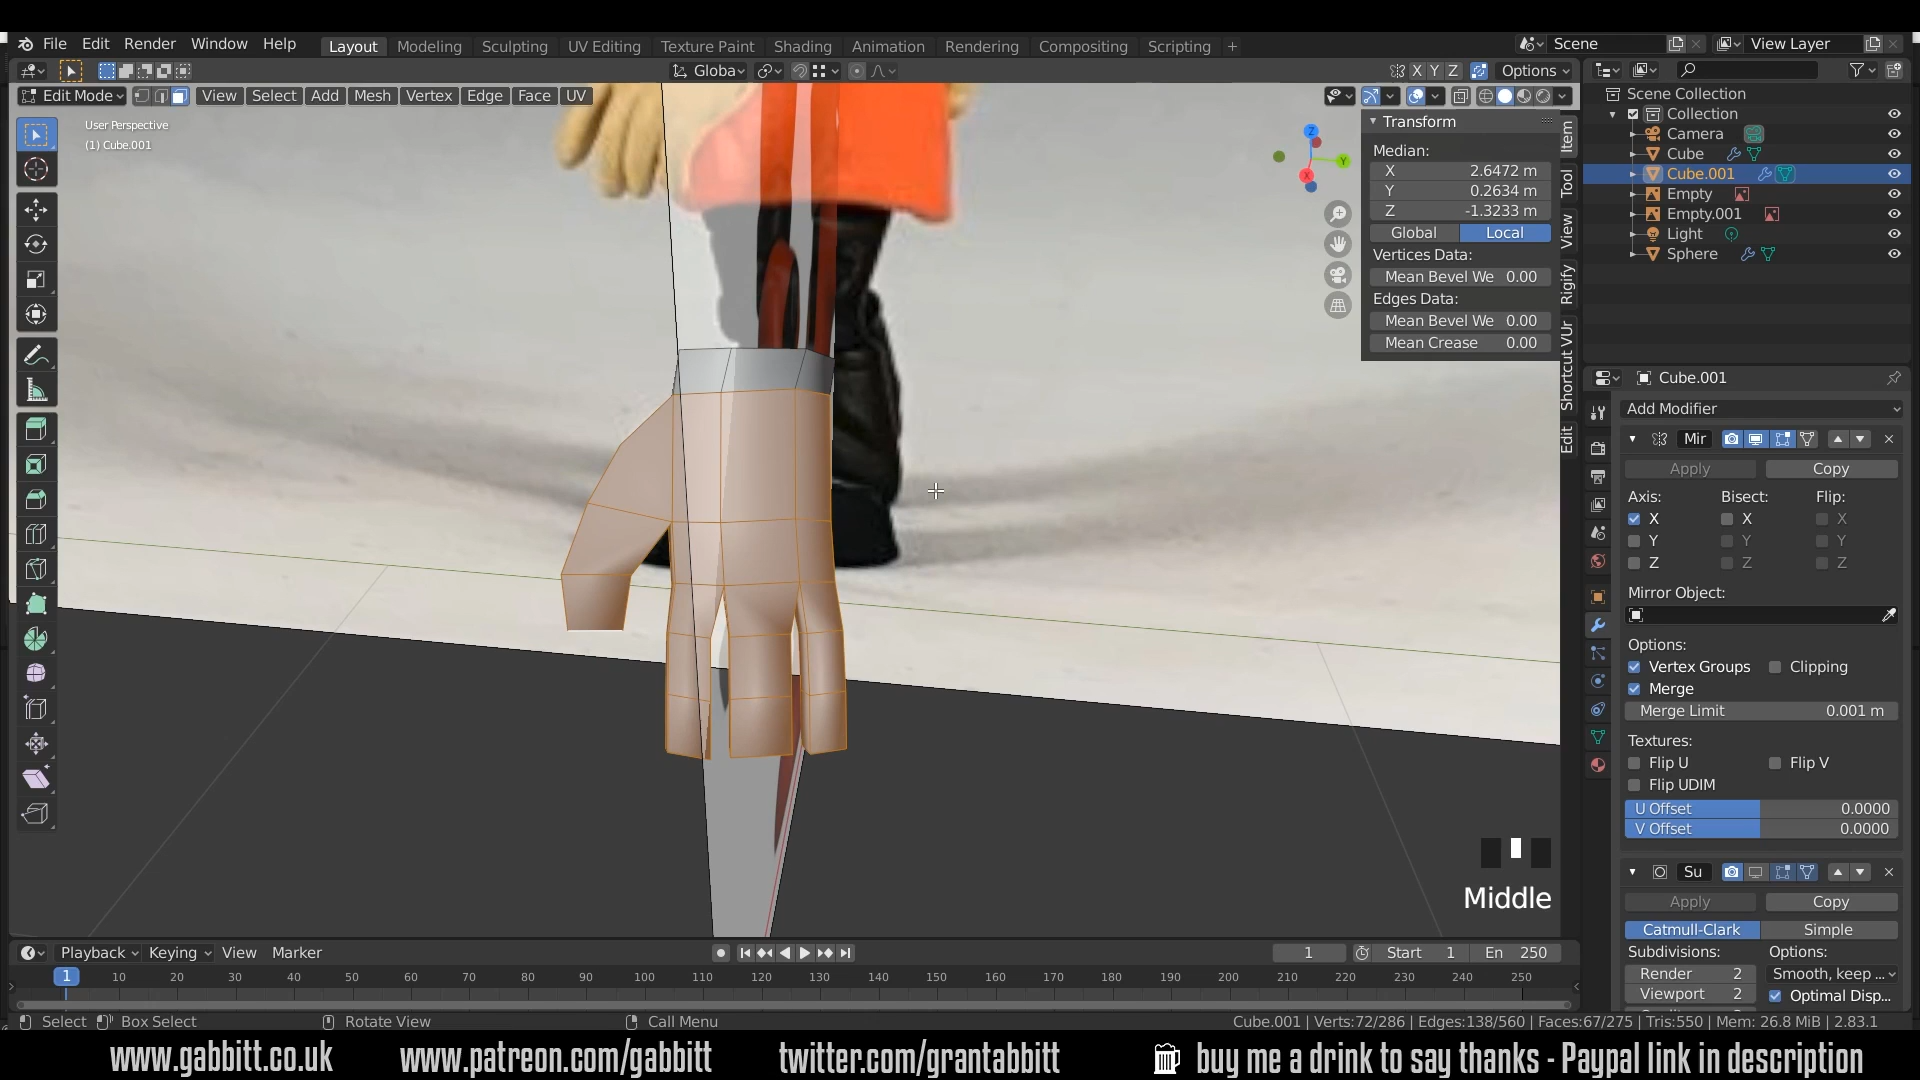 File Edit Render Window Help Layout Modeling Sculpting UV Editing Texture Paint Shading Animation Rendering Compositing Scripting + Scene View Layer
Globa X Y Z Options
Edit Mode View Select Add Mesh Vertex Edge Face UV
User Perspective
(1) Cube.001
Z
Y
X
Transform
Median:
X 2.6472 m
Y 0.2634 m
Z -1.3233 m
Global Local
Vertices Data:
Mean Bevel We 0.00
Edges Data:
Mean Bevel We 0.00
Mean Crease 0.00
Item
Tool
View
Rigify
Shortcut VUr
Edit
Scene Collection
Collection
Camera
Cube
Cube.001
Empty
Empty.001
Light
Sphere
Cube.001
Add Modifier
Mir
Apply Copy
Axis: Bisect: Flip:
X X X
Y Y Y
Z Z Z
Mirror Object:
Options:
Vertex Groups Clipping
Merge
Merge Limit 0.001 m
Textures:
Flip U Flip V
Flip UDIM
U Offset 0.0000
V Offset 0.0000
Su
Apply Copy
Catmull-Clark Simple
Subdivisions: Options:
Render 2 Smooth, keep ...
Viewport 2 Optimal Disp...
Middle
Playback Keying View Marker 1 Start 1 En 250
1 10 20 30 40 50 60 70 80 90 100 110 120 130 140 150 160 170 180 190 200 210 220 230 240 250
Select Box Select Rotate View Call Menu Cube.001 | Verts:72/286 | Edges:138/560 | Faces:67/275 | Tris:550 | Mem: 26.8 MiB | 2.83.1
www.gabbitt.co.uk www.patreon.com/gabbitt twitter.com/grantabbitt buy me a drink to say thanks - Paypal link in description